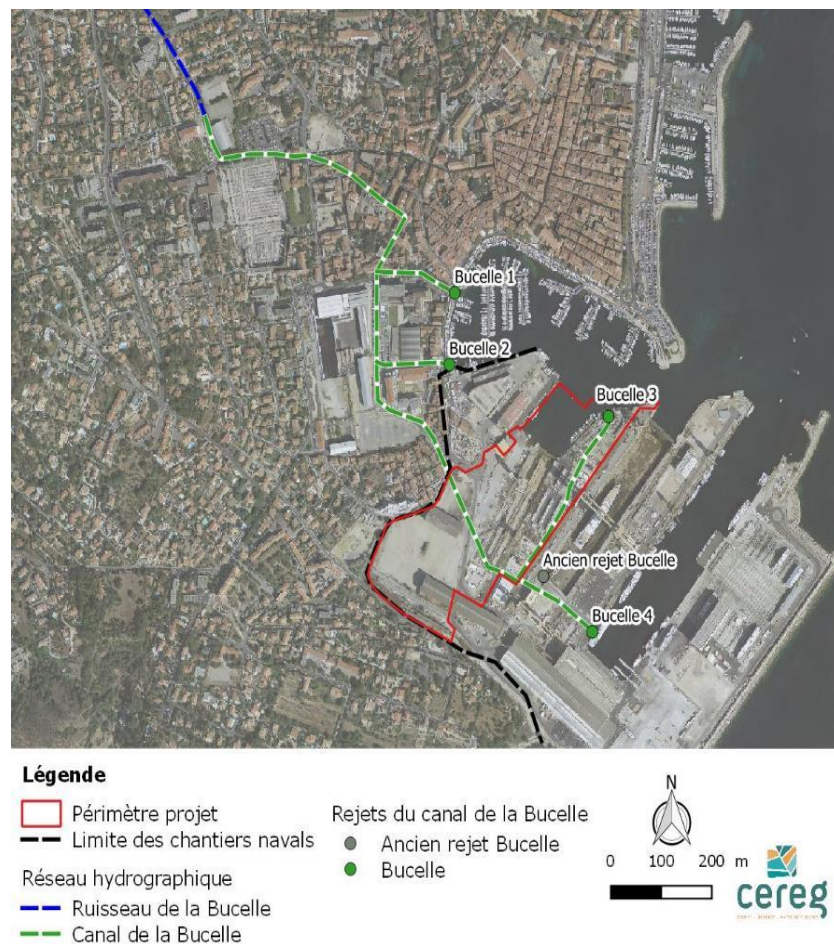 Bucelle 1
Bucelle 2
Bucelle 3
Ancien rejet Bucelle
Bucelle 4
Légende
Périmètre projet
Limite des chantiers navals
Réseau hydrographique
Ruisseau de la Bucelle
Canal de la Bucelle
Rejets du canal de la Bucelle
Ancien rejet Bucelle
Bucelle
N
0 100 200 m
cereg